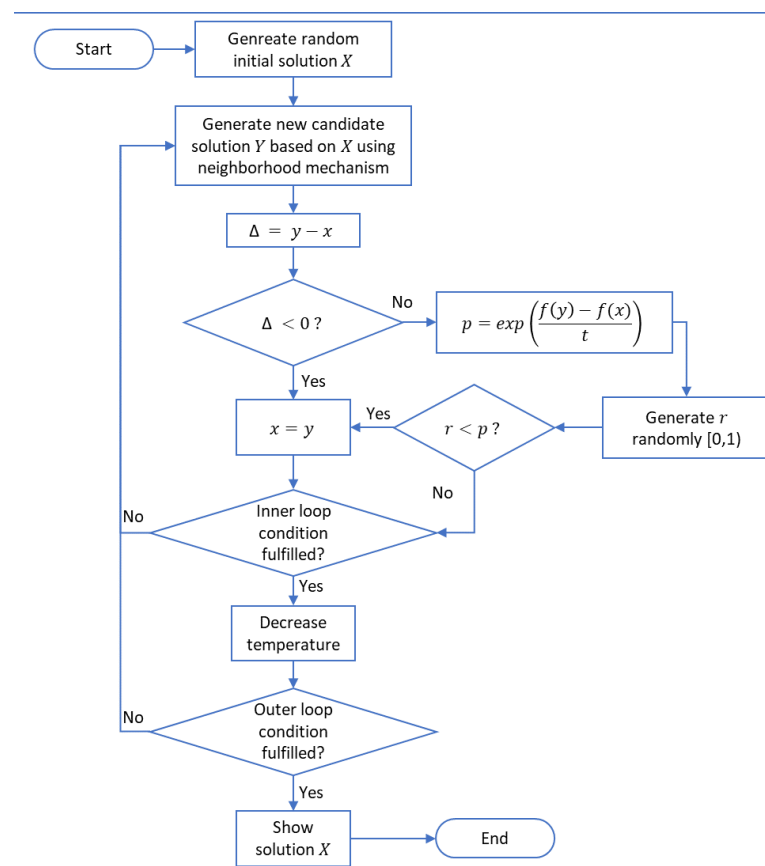 Start
Genreate random
initial solution X
Generate new candidate
solution Y based on X using
neighborhood mechanism
Δ = y − x
Δ < 0 ?
No
p = exp (f(y) − f(x) / t)
Yes
x = y
Yes
r < p ?
Generate r
randomly [0,1)
No
Inner loop
condition
fulfilled?
No
Yes
Decrease
temperature
Outer loop
condition
fulfilled?
No
Yes
Show
solution X
End